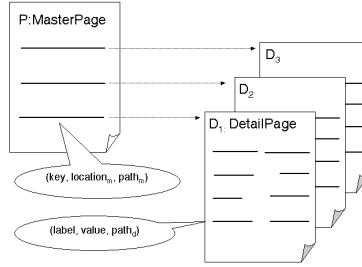 P:MasterPage
D3
D2
D1: DetailPage
(key, locationm, pathm)
(label, value, pathd)